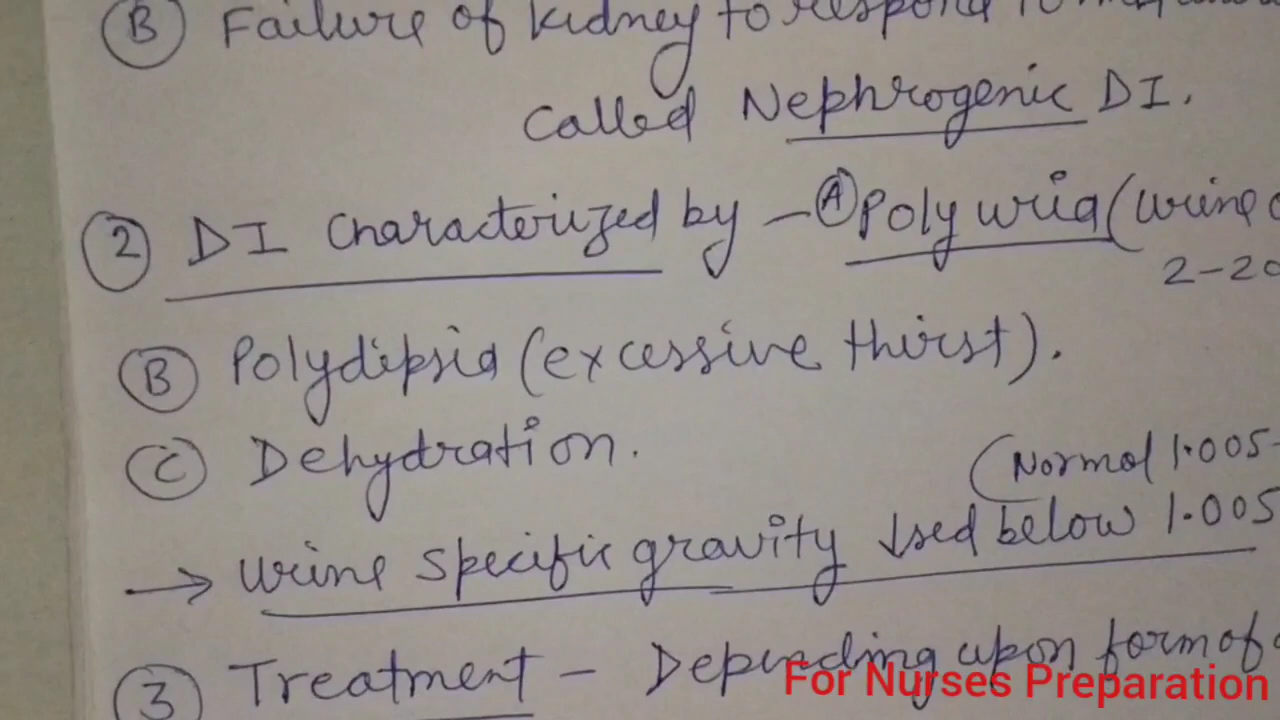 (B) Failure of kidney to respond to
called Nephrogenic DI.
(2) DI characterized by - (A) Polyuria (Urine
2-20
(B) Polydipsia (excessive thirst).
(C) Dehydration.
(Normal 1.005-
→ Urine specific gravity ↓sed below 1.005
(3) Treatment - Depending upon form of
For Nurses Preparation